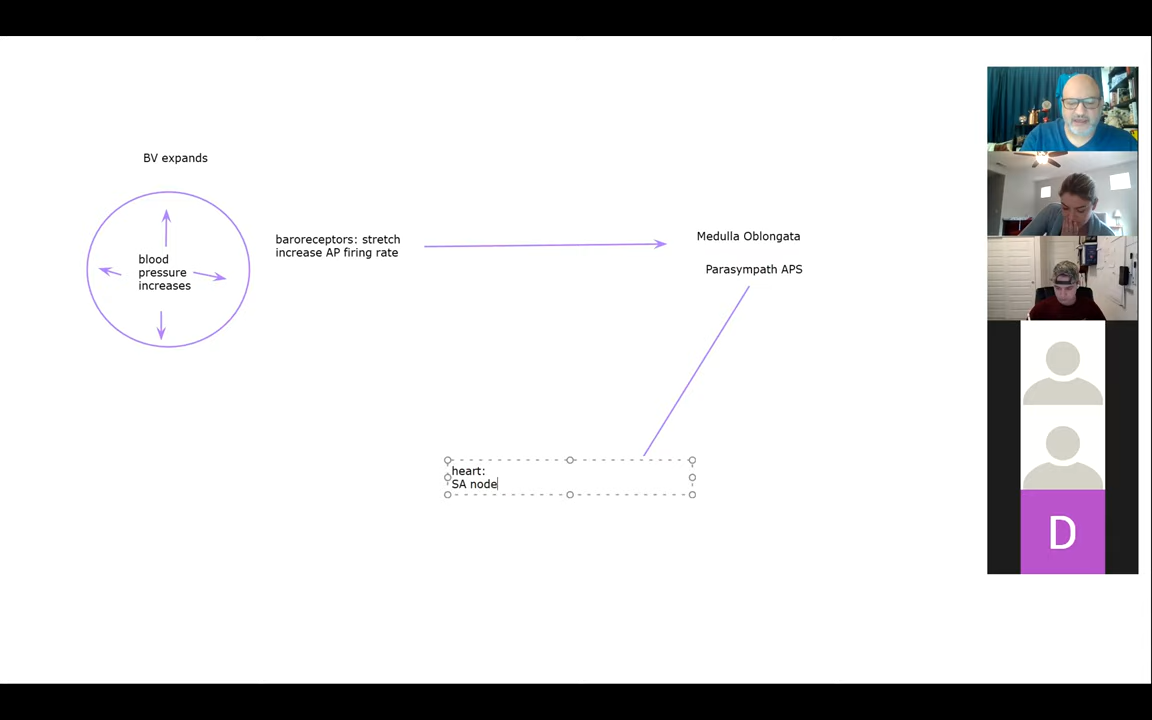 BV expands
blood
pressure
increases
baroreceptors: stretch
increase AP firing rate
Medulla Oblongata
Parasympath APS
heart:
SA node
D